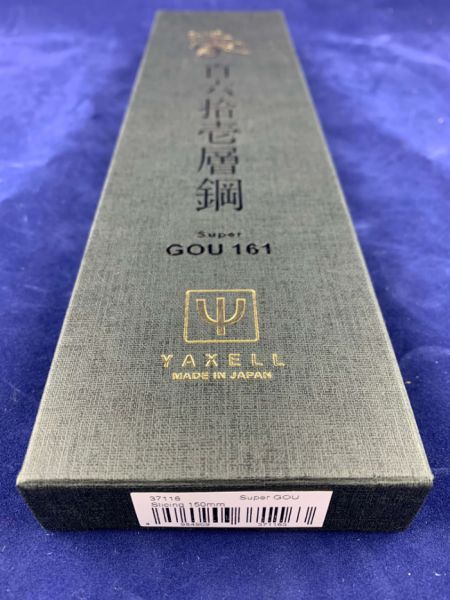 百六拾壱層鋼
Super
GOU 161
YAXELL
MADE IN JAPAN
37116 Super GOU
Slicing 150mm